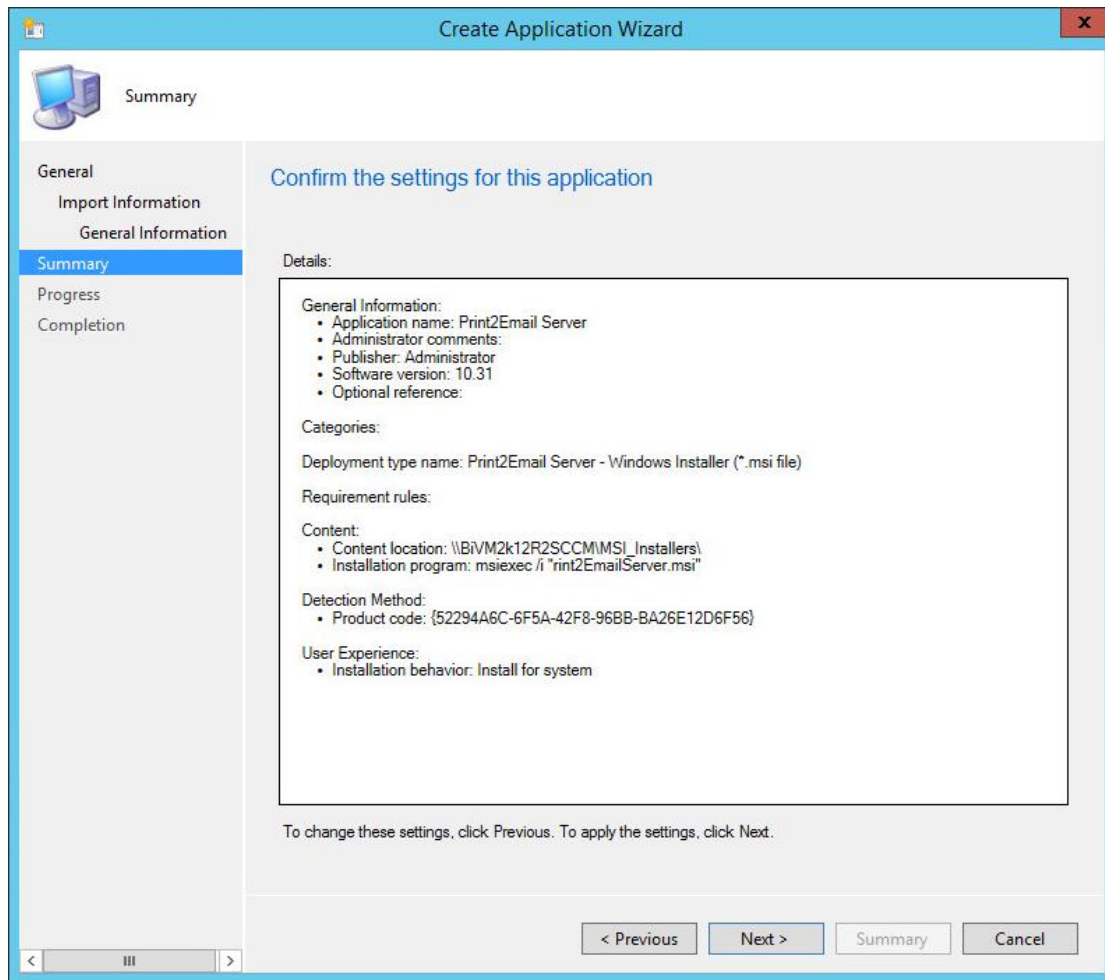 Create Application Wizard
x
Summary
General
Import Information
General Information
Summary
Progress
Completion
Confirm the settings for this application
Details:
General Information:
• Application name: Print2Email Server
• Administrator comments:
• Publisher: Administrator
• Software version: 10.31
• Optional reference:
Categories:
Deployment type name: Print2Email Server - Windows Installer (*.msi file)
Requirement rules:
Content:
• Content location: \\BiVM2k12R2SCCM\MSI_Installers\
• Installation program: msiexec /i "rint2EmailServer.msi"
Detection Method:
• Product code: {52294A6C-6F5A-42F8-96BB-BA26E12D6F56}
User Experience:
• Installation behavior: Install for system
To change these settings, click Previous. To apply the settings, click Next.
< Previous
Next >
Summary
Cancel